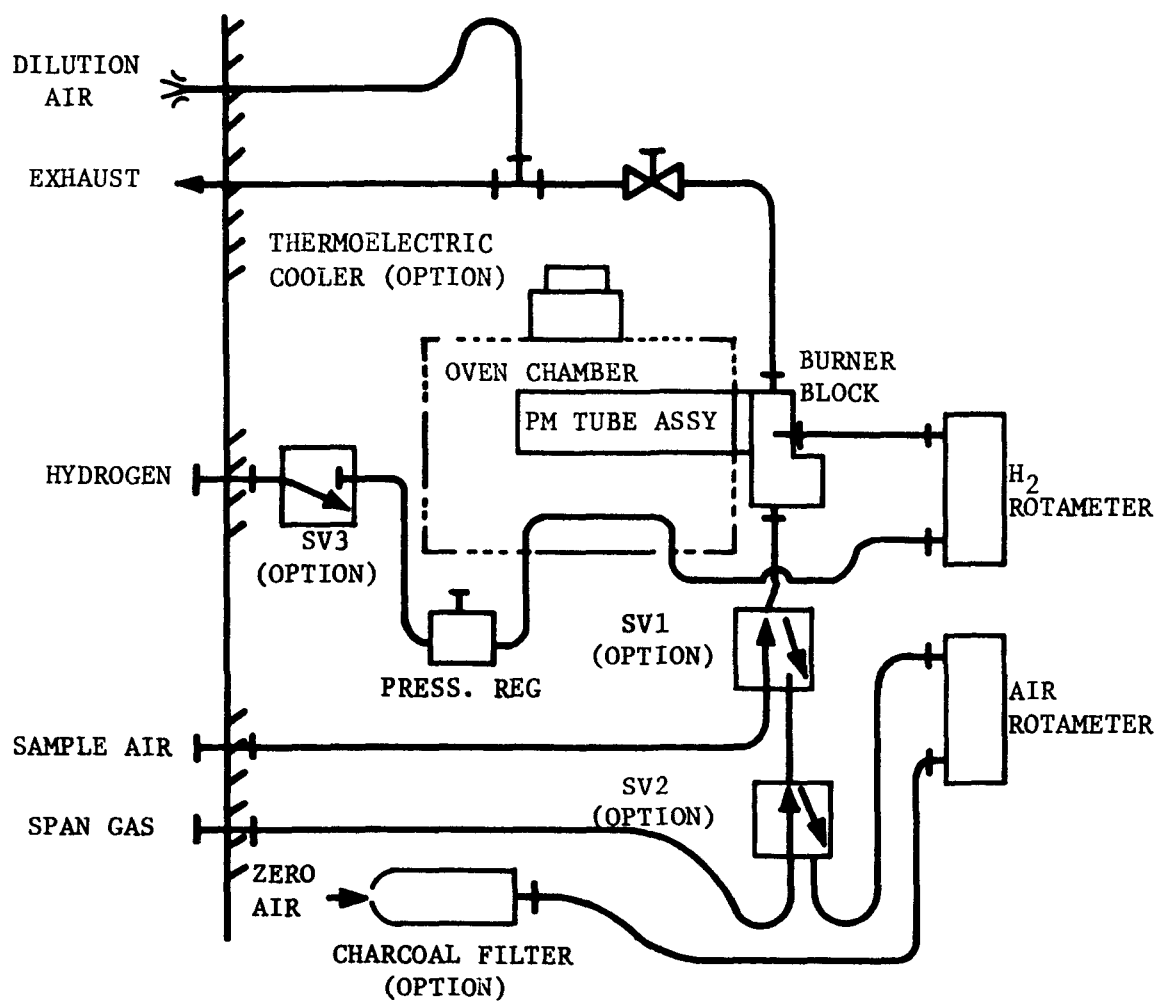 DILUTION
AIR
EXHAUST
THERMOELECTRIC
COOLER (OPTION)
OVEN CHAMBER
PM TUBE ASSY
BURNER
BLOCK
HYDROGEN
SV3
(OPTION)
H2
ROTAMETER
PRESS. REG
SV1
(OPTION)
AIR
ROTAMETER
SAMPLE AIR
SV2
(OPTION)
SPAN GAS
ZERO
AIR
CHARCOAL FILTER
(OPTION)